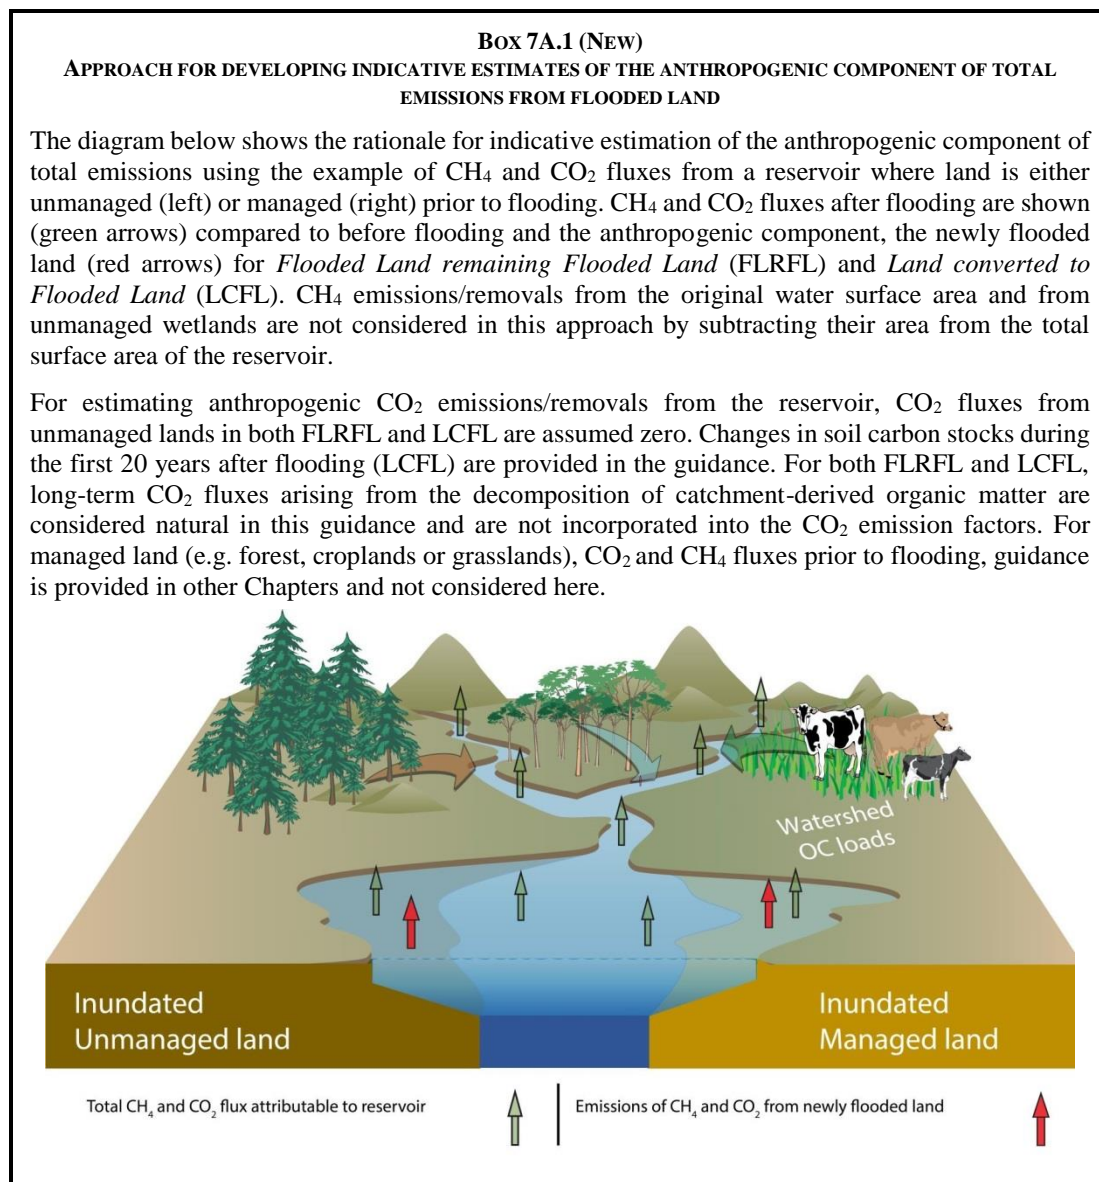 BOX 7A.1 (NEW)
APPROACH FOR DEVELOPING INDICATIVE ESTIMATES OF THE ANTHROPOGENIC COMPONENT OF TOTAL
EMISSIONS FROM FLOODED LAND
The diagram below shows the rationale for indicative estimation of the anthropogenic component of
total emissions using the example of CH₄ and CO₂ fluxes from a reservoir where land is either
unmanaged (left) or managed (right) prior to flooding. CH₄ and CO₂ fluxes after flooding are shown
(green arrows) compared to before flooding and the anthropogenic component, the newly flooded
land (red arrows) for Flooded Land remaining Flooded Land (FLRFL) and Land converted to
Flooded Land (LCFL). CH₄ emissions/removals from the original water surface area and from
unmanaged wetlands are not considered in this approach by subtracting their area from the total
surface area of the reservoir.
For estimating anthropogenic CO₂ emissions/removals from the reservoir, CO₂ fluxes from
unmanaged lands in both FLRFL and LCFL are assumed zero. Changes in soil carbon stocks during
the first 20 years after flooding (LCFL) are provided in the guidance. For both FLRFL and LCFL,
long-term CO₂ fluxes arising from the decomposition of catchment-derived organic matter are
considered natural in this guidance and are not incorporated into the CO₂ emission factors. For
managed land (e.g. forest, croplands or grasslands), CO₂ and CH₄ fluxes prior to flooding, guidance
is provided in other Chapters and not considered here.
Watershed
OC loads
Inundated
Unmanaged land
Inundated
Managed land
Total CH₄ and CO₂ flux attributable to reservoir
Emissions of CH₄ and CO₂ from newly flooded land